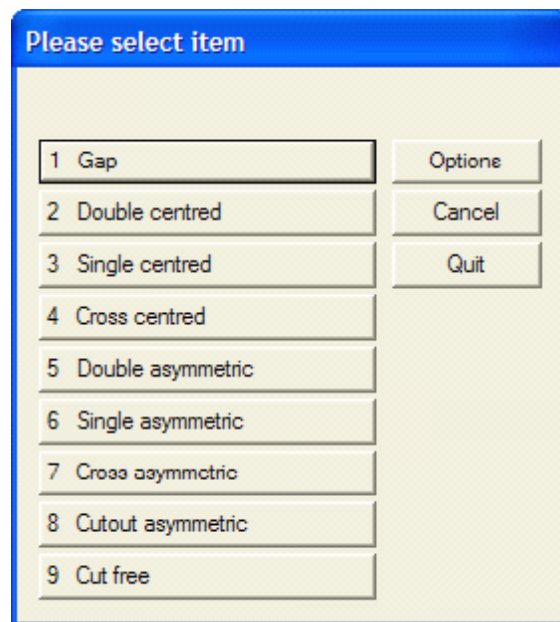 Please select item
1 Gap
Options
2 Double centred
Cancel
3 Single centred
Quit
4 Cross centred
5 Double asymmetric
6 Single asymmetric
7 Cross asymmetric
8 Cutout asymmetric
9 Cut free